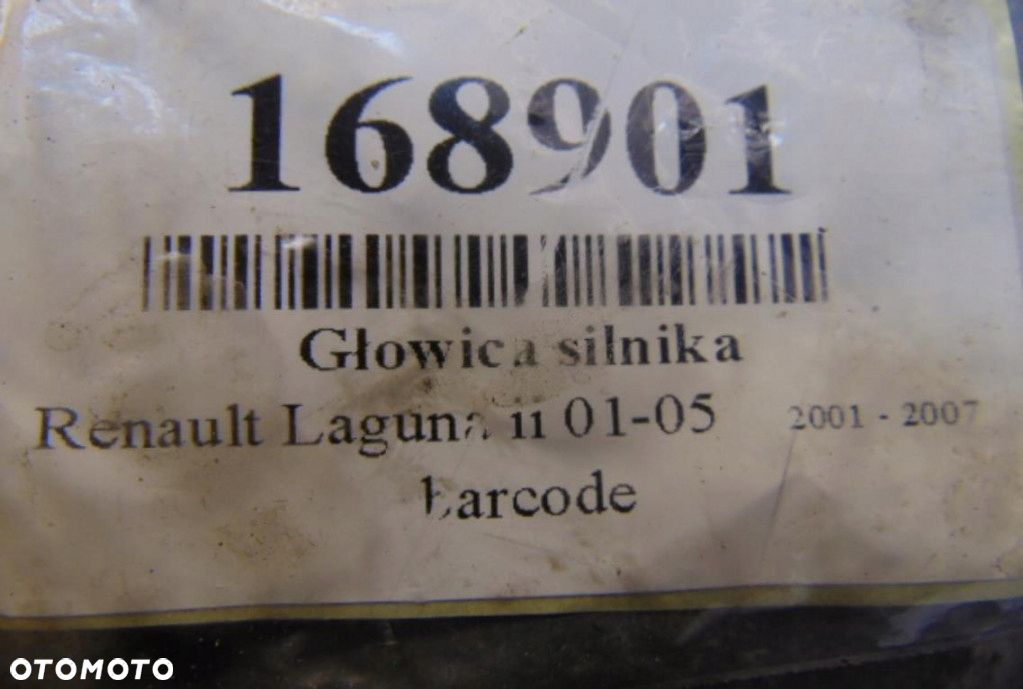 168901
Głowica silnika
Renault Laguna II 01-05 2001 - 2007
barcode
OTOMOTO